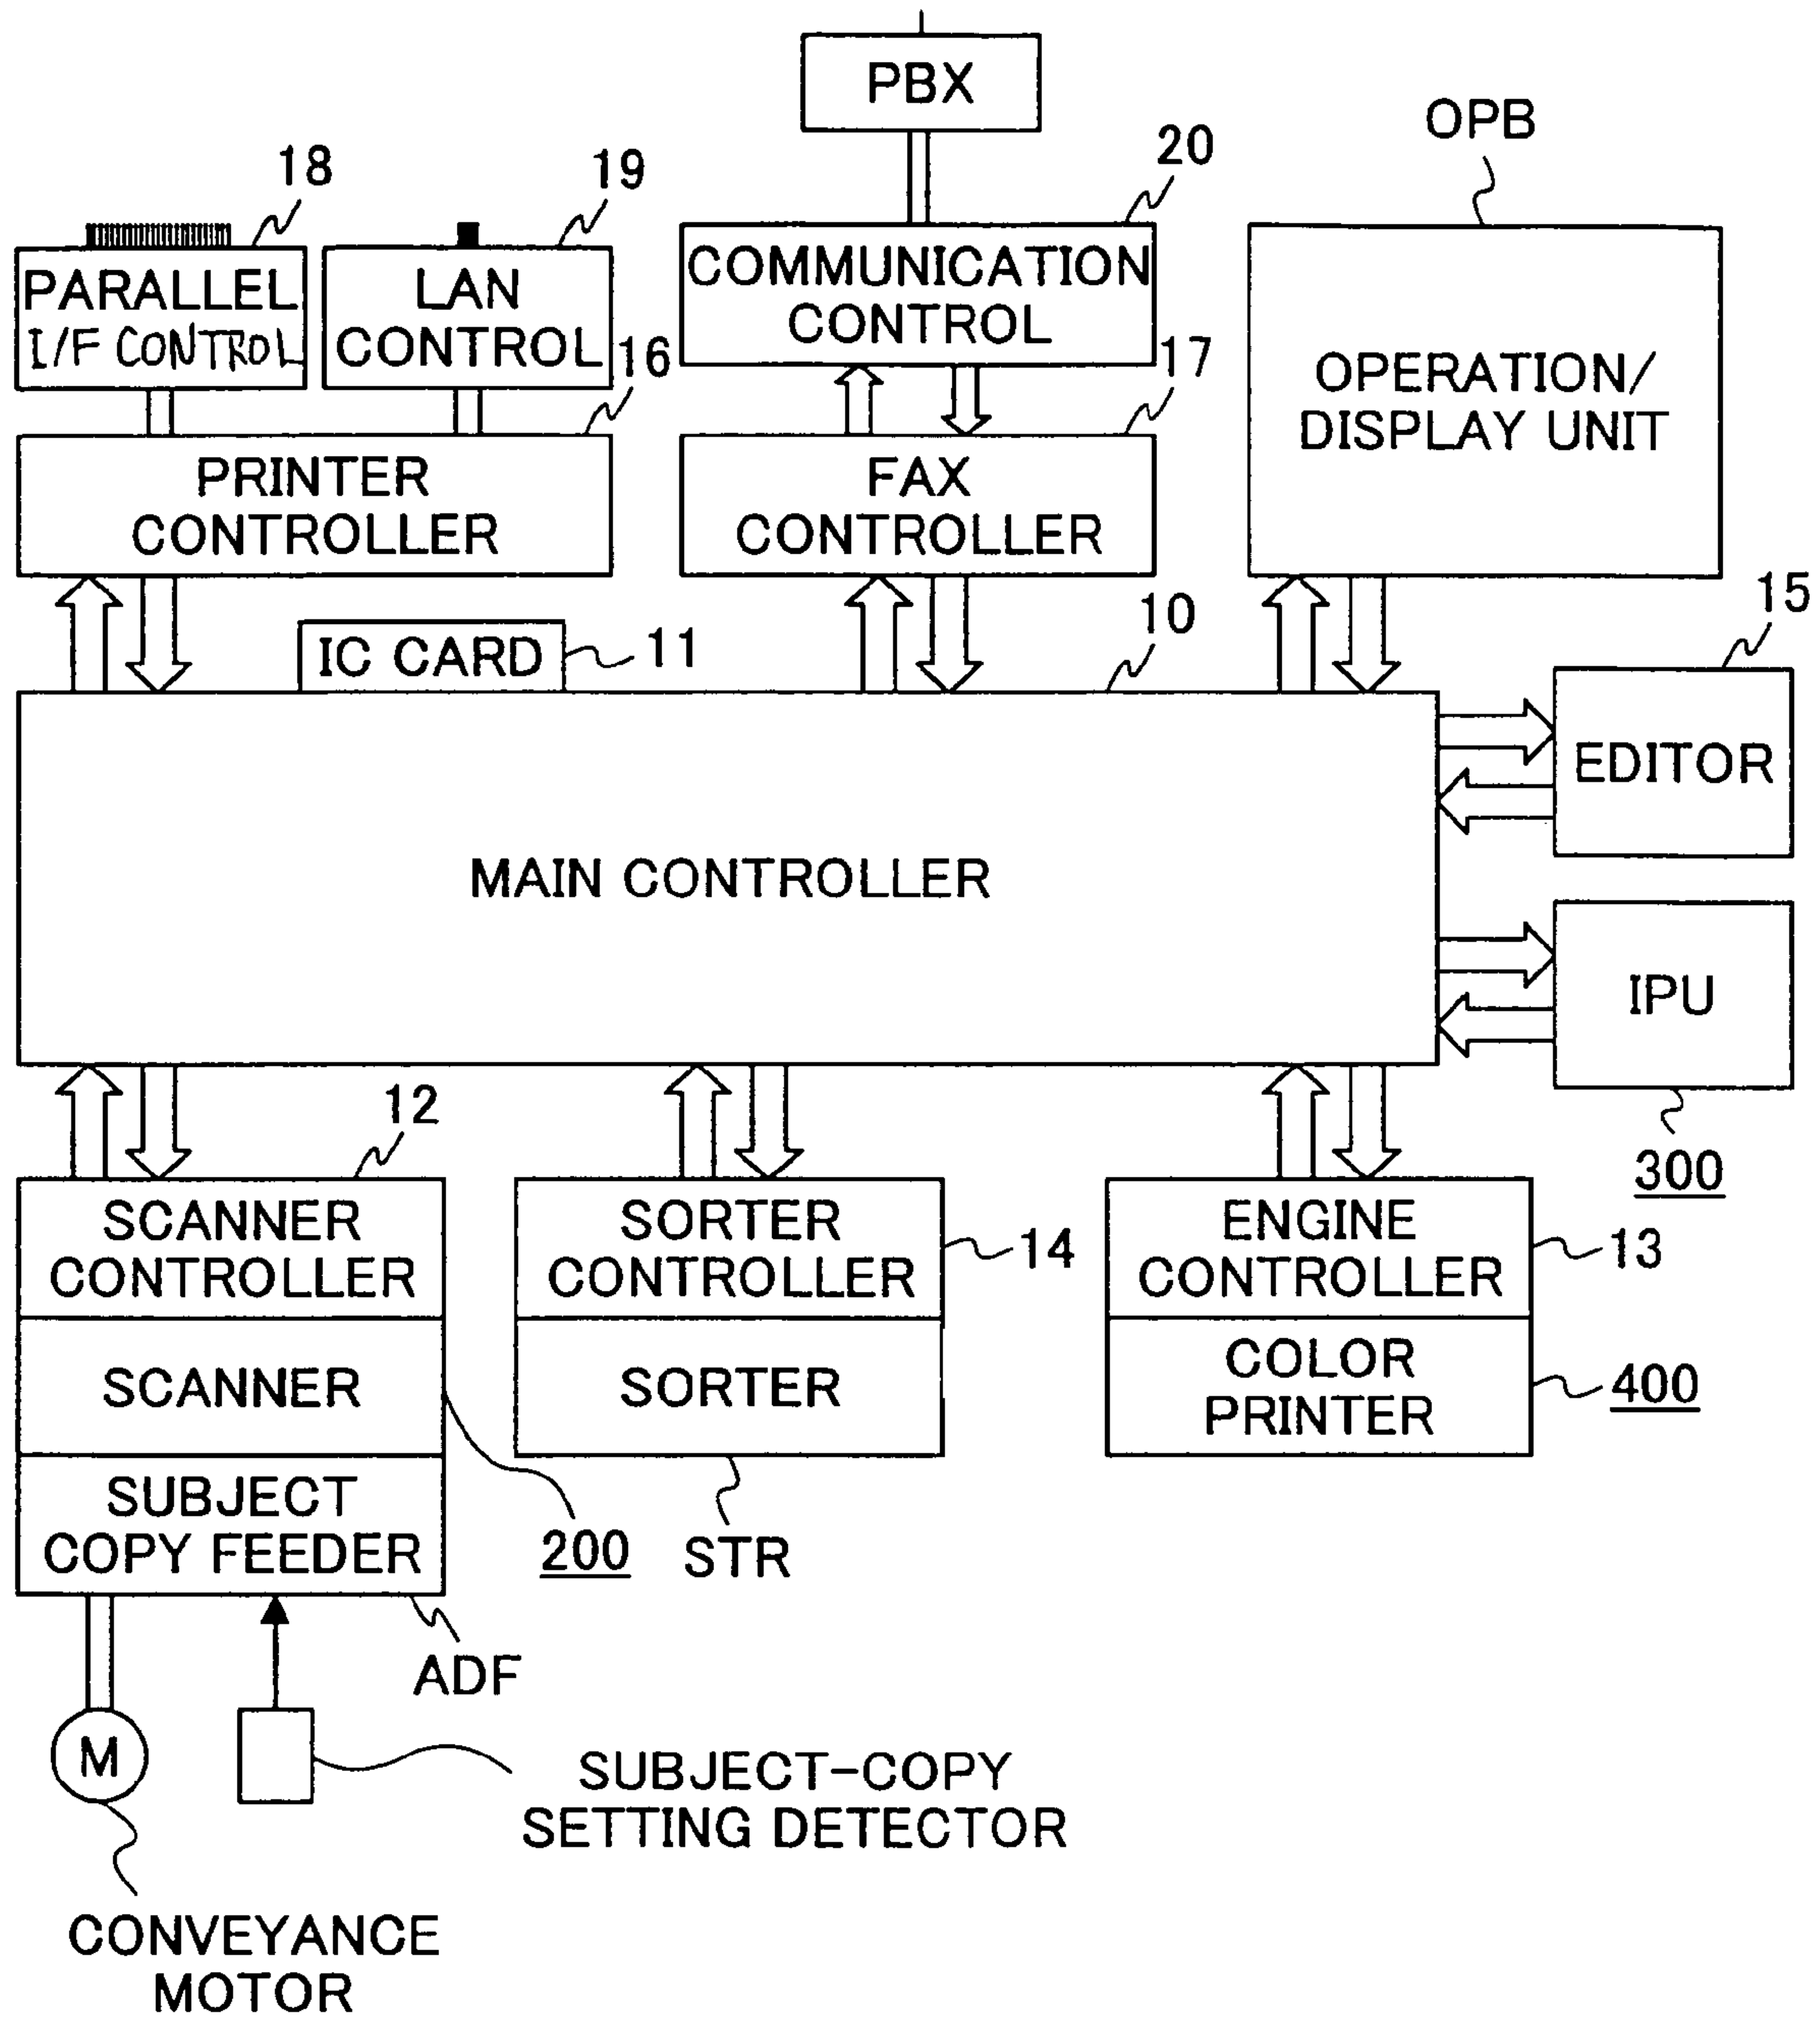 PBX
OPB
18
19
20
PARALLEL
I/F CONTROL
LAN
CONTROL
COMMUNICATION
CONTROL
OPERATION/
DISPLAY UNIT
16
17
PRINTER
CONTROLLER
FAX
CONTROLLER
IC CARD
11
10
15
EDITOR
MAIN CONTROLLER
IPU
300
12
SCANNER
CONTROLLER
SORTER
CONTROLLER
14
ENGINE
CONTROLLER
13
SCANNER
SORTER
COLOR
PRINTER
400
SUBJECT
COPY FEEDER
200
STR
ADF
M
SUBJECT-COPY
SETTING DETECTOR
CONVEYANCE
MOTOR